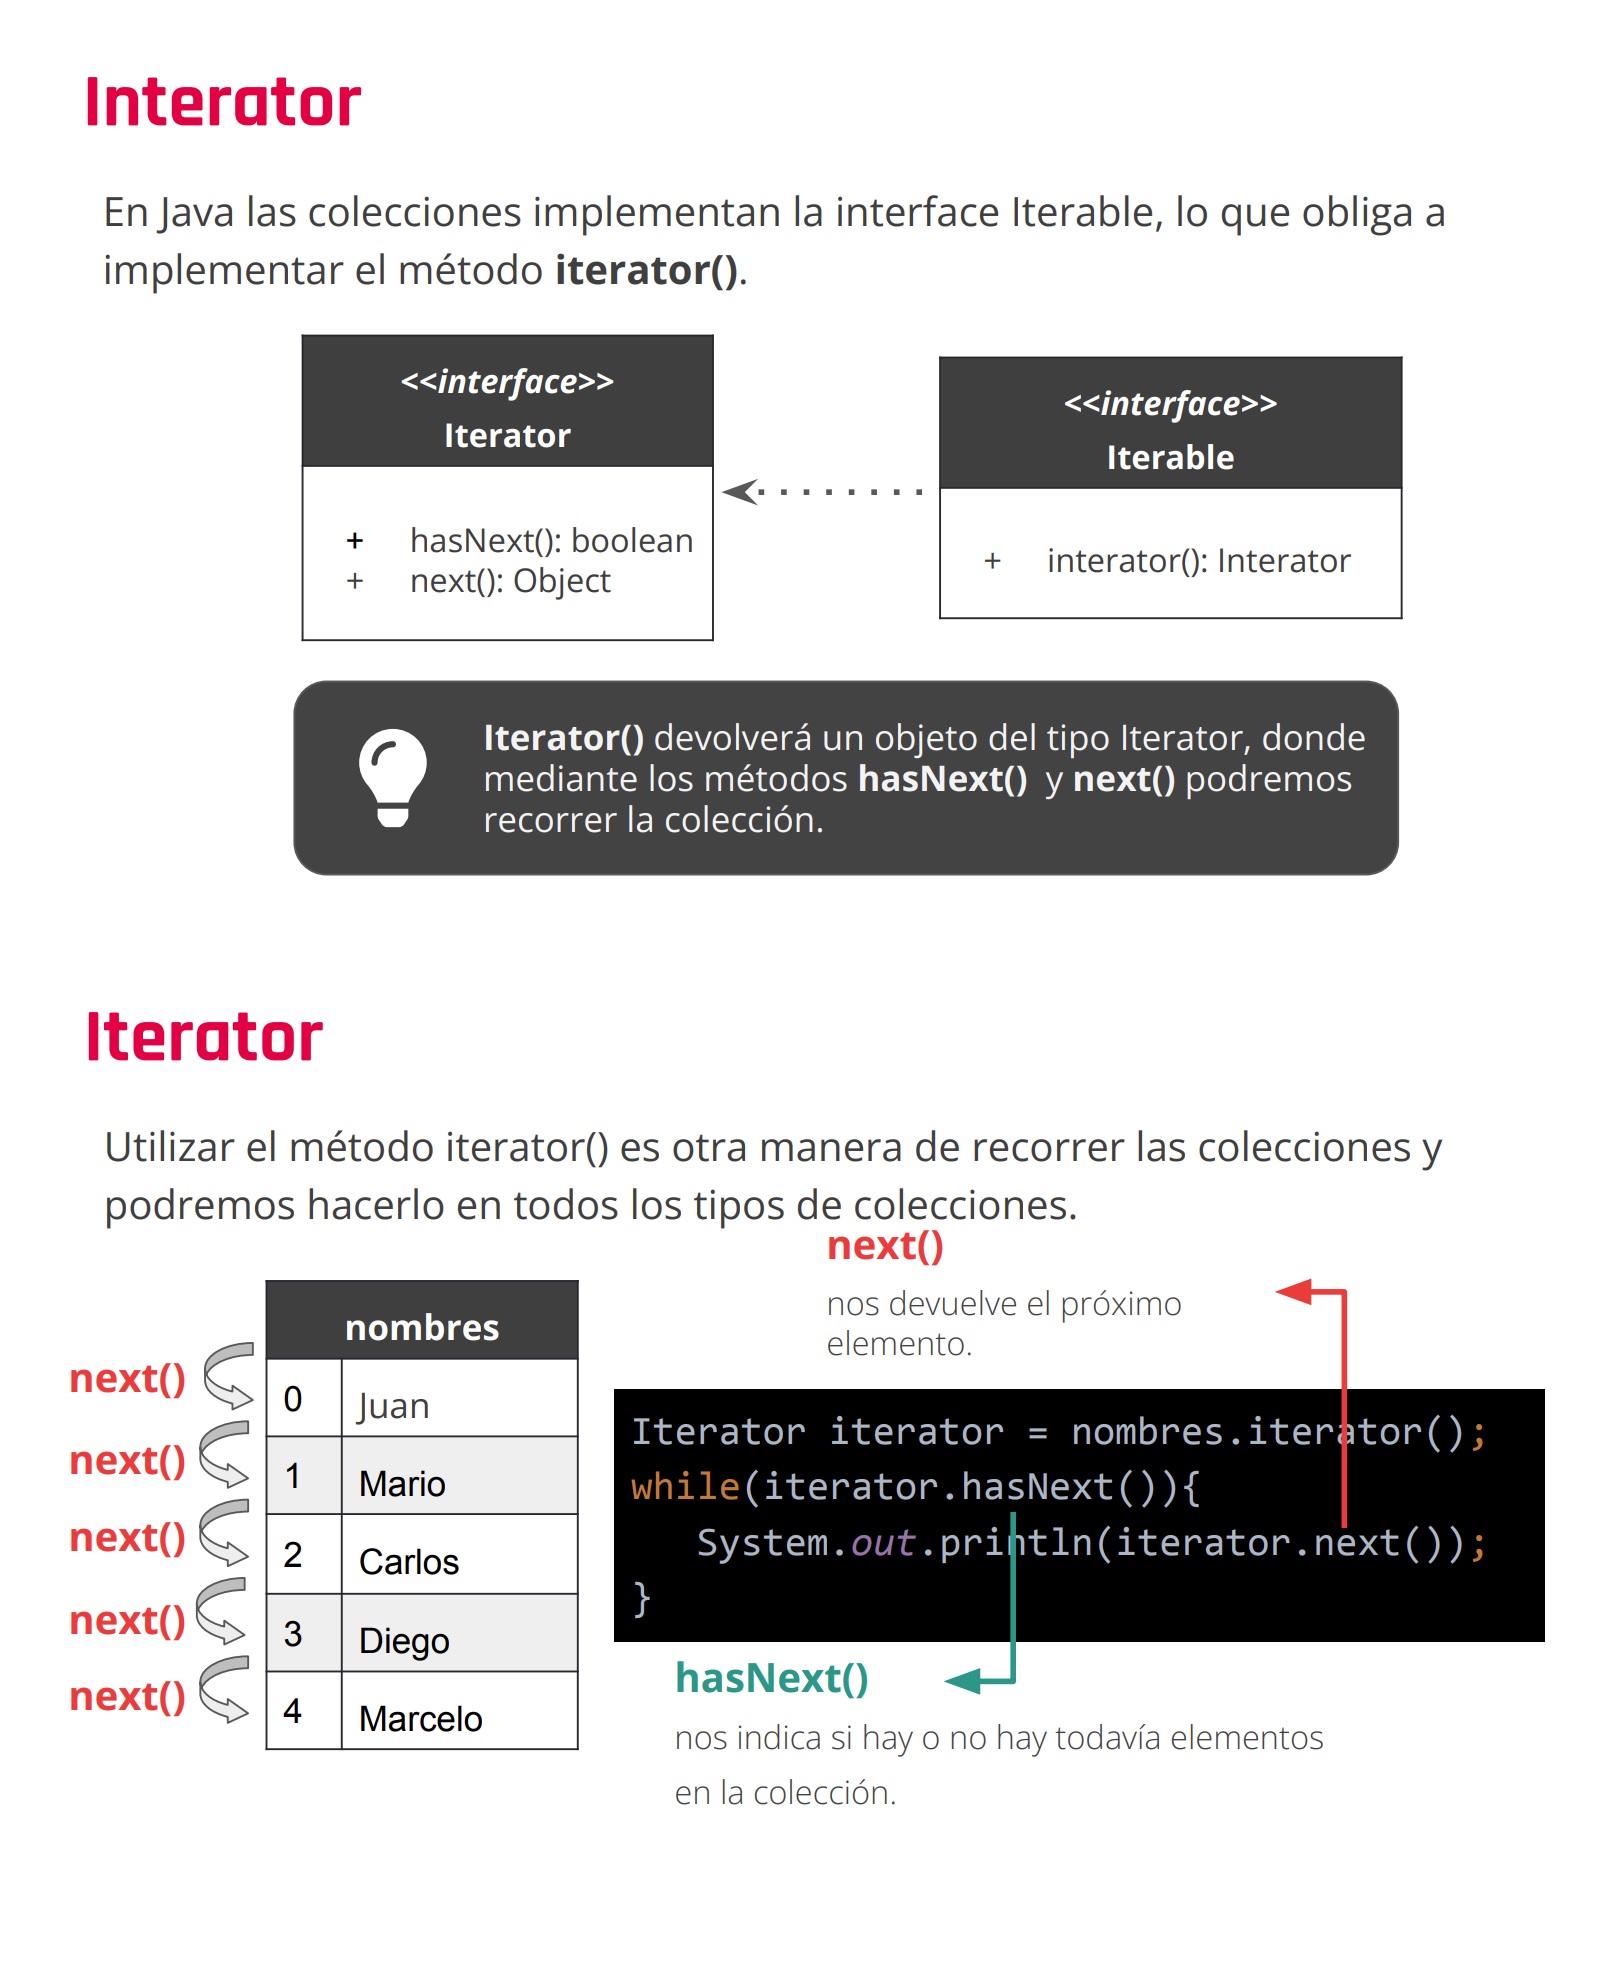 Interator
En Java las colecciones implementan la interface Iterable, lo que obliga a
implementar el método iterator().
<<interface>>
Iterator
+ hasNext(): boolean
+ next(): Object
<<interface>>
Iterable
+ interator(): Interator
Iterator() devolverá un objeto del tipo Iterator, donde
mediante los métodos hasNext()  y next() podremos
recorrer la colección.
Iterator
Utilizar el método iterator() es otra manera de recorrer las colecciones y
podremos hacerlo en todos los tipos de colecciones.
next()
nos devuelve el próximo
elemento.
nombres
next() 0 Juan
next() 1 Mario
next() 2 Carlos
next() 3 Diego
next() 4 Marcelo
Iterator iterator = nombres.iterator();
while(iterator.hasNext()){
   System.out.println(iterator.next());
}
hasNext()
nos indica si hay o no hay todavía elementos
en la colección.